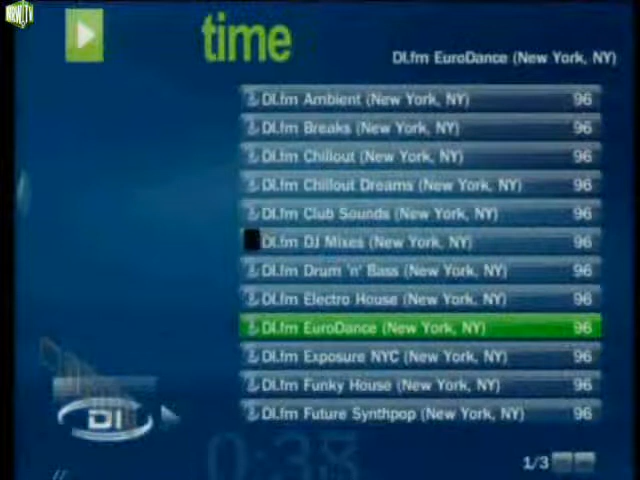 NRW.TV
time
DI.fm EuroDance (New York, NY)
DI.fm Ambient (New York, NY) 96
DI.fm Breaks (New York, NY) 96
DI.fm Chillout (New York, NY) 96
DI.fm Chillout Dreams (New York, NY) 96
DI.fm Club Sounds (New York, NY) 96
DI.fm DJ Mixes (New York, NY) 96
DI.fm Drum 'n' Bass (New York, NY) 96
DI.fm Electro House (New York, NY) 96
DI.fm EuroDance (New York, NY) 96
DI.fm Exposure NYC (New York, NY) 96
DI.fm Funky House (New York, NY) 96
DI.fm Future Synthpop (New York, NY) 96
DI
1/3